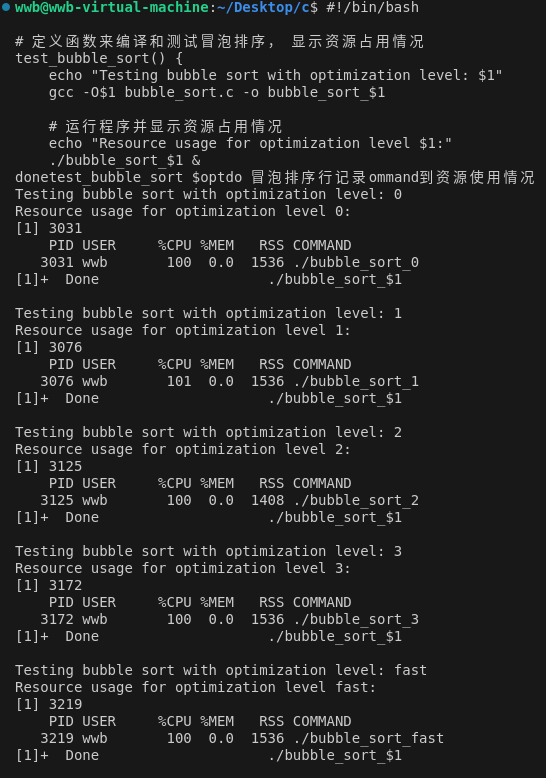 wwb@wwb-virtual-machine:~/Desktop/c$ #!/bin/bash

# 定义函数来编译和测试冒泡排序， 显示资源占用情况
test_bubble_sort() {
    echo "Testing bubble sort with optimization level: $1"
    gcc -O$1 bubble_sort.c -o bubble_sort_$1

    # 运行程序并显示资源占用情况
    echo "Resource usage for optimization level $1:"
    ./bubble_sort_$1 &
donetest_bubble_sort $optdo 冒泡排序行记录ommand到资源使用情况
Testing bubble sort with optimization level: 0
Resource usage for optimization level 0:
[1] 3031
    PID USER     %CPU %MEM   RSS COMMAND
   3031 wwb       100  0.0  1536 ./bubble_sort_0
[1]+  Done                    ./bubble_sort_$1

Testing bubble sort with optimization level: 1
Resource usage for optimization level 1:
[1] 3076
    PID USER     %CPU %MEM   RSS COMMAND
   3076 wwb       101  0.0  1536 ./bubble_sort_1
[1]+  Done                    ./bubble_sort_$1

Testing bubble sort with optimization level: 2
Resource usage for optimization level 2:
[1] 3125
    PID USER     %CPU %MEM   RSS COMMAND
   3125 wwb       100  0.0  1408 ./bubble_sort_2
[1]+  Done                    ./bubble_sort_$1

Testing bubble sort with optimization level: 3
Resource usage for optimization level 3:
[1] 3172
    PID USER     %CPU %MEM   RSS COMMAND
   3172 wwb       100  0.0  1536 ./bubble_sort_3
[1]+  Done                    ./bubble_sort_$1

Testing bubble sort with optimization level: fast
Resource usage for optimization level fast:
[1] 3219
    PID USER     %CPU %MEM   RSS COMMAND
   3219 wwb       100  0.0  1536 ./bubble_sort_fast
[1]+  Done                    ./bubble_sort_$1